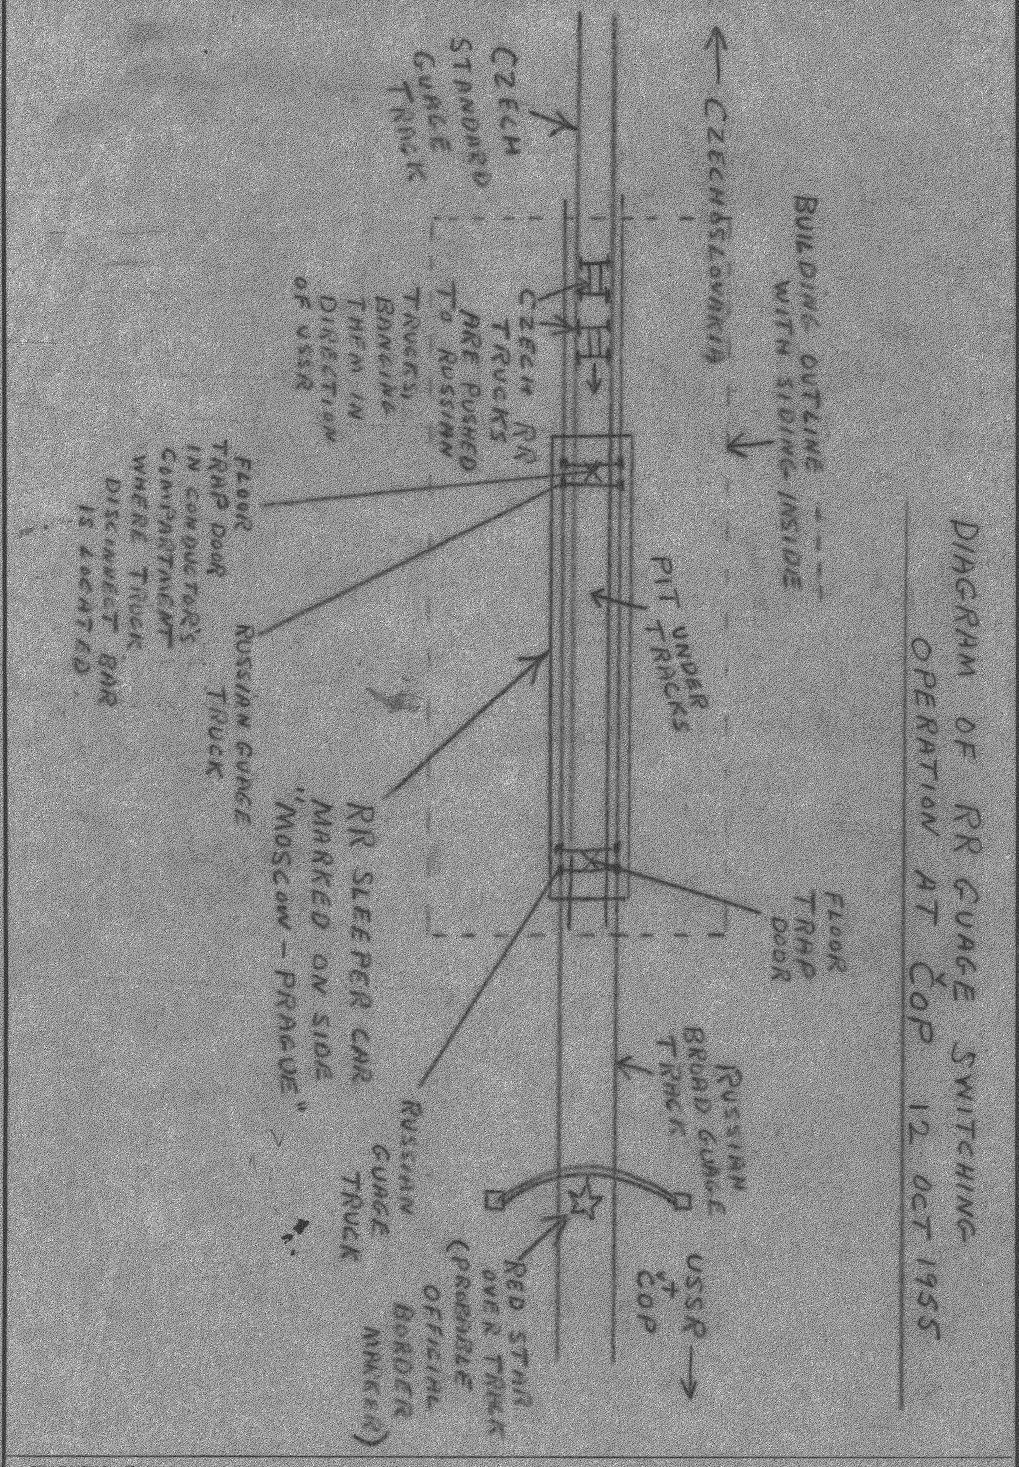 DIAGRAM OF RR GUAGE SWITCHING
OPERATION AT ČOP 12 OCT 1955
BUILDING OUTLINE
WITH SIDING INSIDE
← CZECHOSLOVAKIA
CZECH
STANDARD
GUAGE
TRACK
CZECH RR
TRUCKS
ARE PUSHED
TO RUSSIAN
TRUCKS,
BANGING
THEM IN
DIRECTION
OF USSR
PIT UNDER
TRACKS
FLOOR
TRAP
DOOR
RUSSIAN
BROAD GUAGE
TRACK
USSR →
ČOP
FLOOR
TRAP DOOR
IN CONDUCTOR'S
COMPARTMENT
WHERE TRUCK
DISCINNECT BAR
IS LOCATED.
RUSSIAN GUAGE
TRUCK
RR SLEEPER CAR
MARKED ON SIDE
"MOSCOW-PRAGUE"
RUSSIAN
GUAGE
TRUCK
RED STAR
OVER TRACK
(PROBABLE
OFFICIAL
BORDER
MARKER)